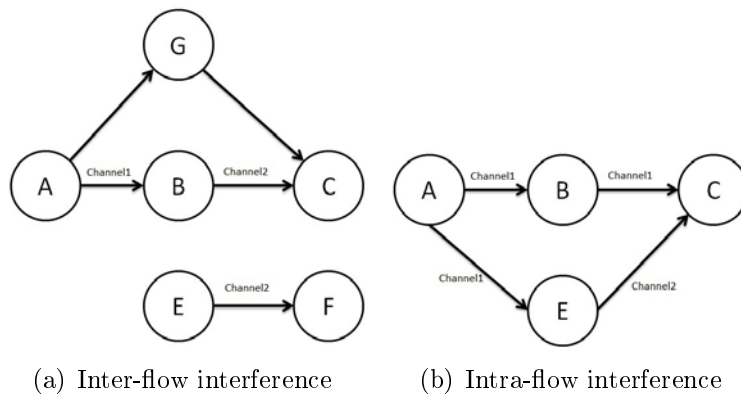 G
A
Channel1
B
Channel2
C
E
Channel2
F
(a) Inter-flow interference
A
Channel1
B
Channel1
C
Channel1
E
Channel2
(b) Intra-flow interference